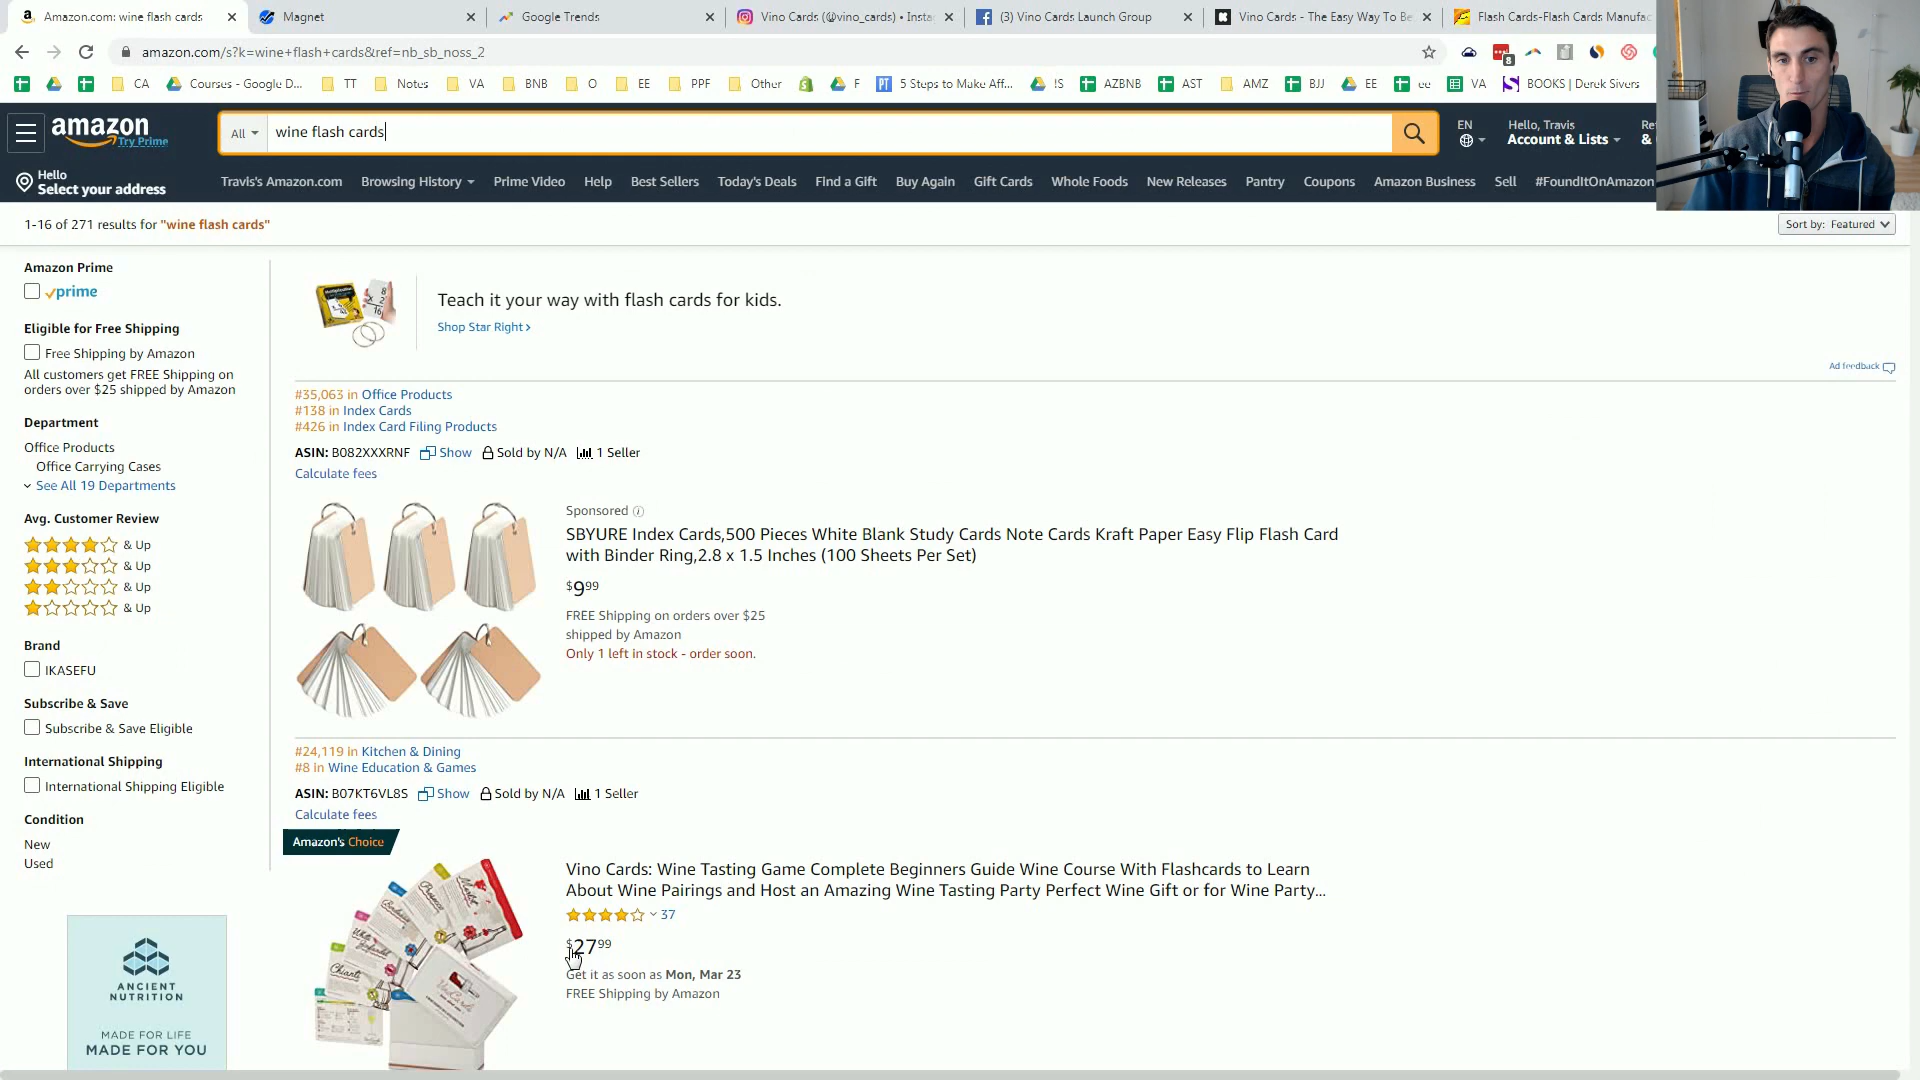 Amazon.com: wine flash cards
Magnet
Google Trends
Vino Cards (@vino_cards) • Insta
(3) Vino Cards Launch Group
Vino Cards - The Easy Way To Be
Flash Cards-Flash Cards Manufac
amazon.com/s?k=wine+flash+cards&ref=nb_sb_noss_2
8
CA
Courses - Google D...
TT
Notes
VA
BNB
O
EE
PPF
Other
F
PT
5 Steps to Make Aff...
!S
AZBNB
AST
AMZ
BJJ
EE
ee
VA
BOOKS | Derek Sivers
amazon
Try Prime
All
wine flash cards
EN
Hello, Travis
Account & Lists
Ret
&
Hello
Select your address
Travis's Amazon.com
Browsing History
Prime Video
Help
Best Sellers
Today's Deals
Find a Gift
Buy Again
Gift Cards
Whole Foods
New Releases
Pantry
Coupons
Amazon Business
Sell
#FoundItOnAmazon
1-16 of 271 results for "wine flash cards"
Sort by: Featured
Amazon Prime
prime
Eligible for Free Shipping
Free Shipping by Amazon
All customers get FREE Shipping on
orders over $25 shipped by Amazon
Department
Office Products
Office Carrying Cases
See All 19 Departments
Avg. Customer Review
& Up
& Up
& Up
& Up
Brand
IKASEFU
Subscribe & Save
Subscribe & Save Eligible
International Shipping
International Shipping Eligible
Condition
New
Used
ANCIENT
NUTRITION
MADE FOR LIFE
MADE FOR YOU
Teach it your way with flash cards for kids.
Shop Star Right ›
Ad feedback
#35,063 in Office Products
#138 in Index Cards
#426 in Index Card Filing Products
ASIN: B082XXXRNF Show Sold by N/A 1 Seller
Calculate fees
Sponsored
SBYURE Index Cards,500 Pieces White Blank Study Cards Note Cards Kraft Paper Easy Flip Flash Card
with Binder Ring,2.8 x 1.5 Inches (100 Sheets Per Set)
$9 99
FREE Shipping on orders over $25
shipped by Amazon
Only 1 left in stock - order soon.
#24,119 in Kitchen & Dining
#8 in Wine Education & Games
ASIN: B07KT6VL8S Show Sold by N/A 1 Seller
Calculate fees
Amazon's Choice
Vino Cards: Wine Tasting Game Complete Beginners Guide Wine Course With Flashcards to Learn
About Wine Pairings and Host an Amazing Wine Tasting Party Perfect Wine Gift or for Wine Party...
37
$27 99
Get it as soon as Mon, Mar 23
FREE Shipping by Amazon
Merlot
Prosecco
Bordeaux
White Zinfandel
Chianti
VinoCards